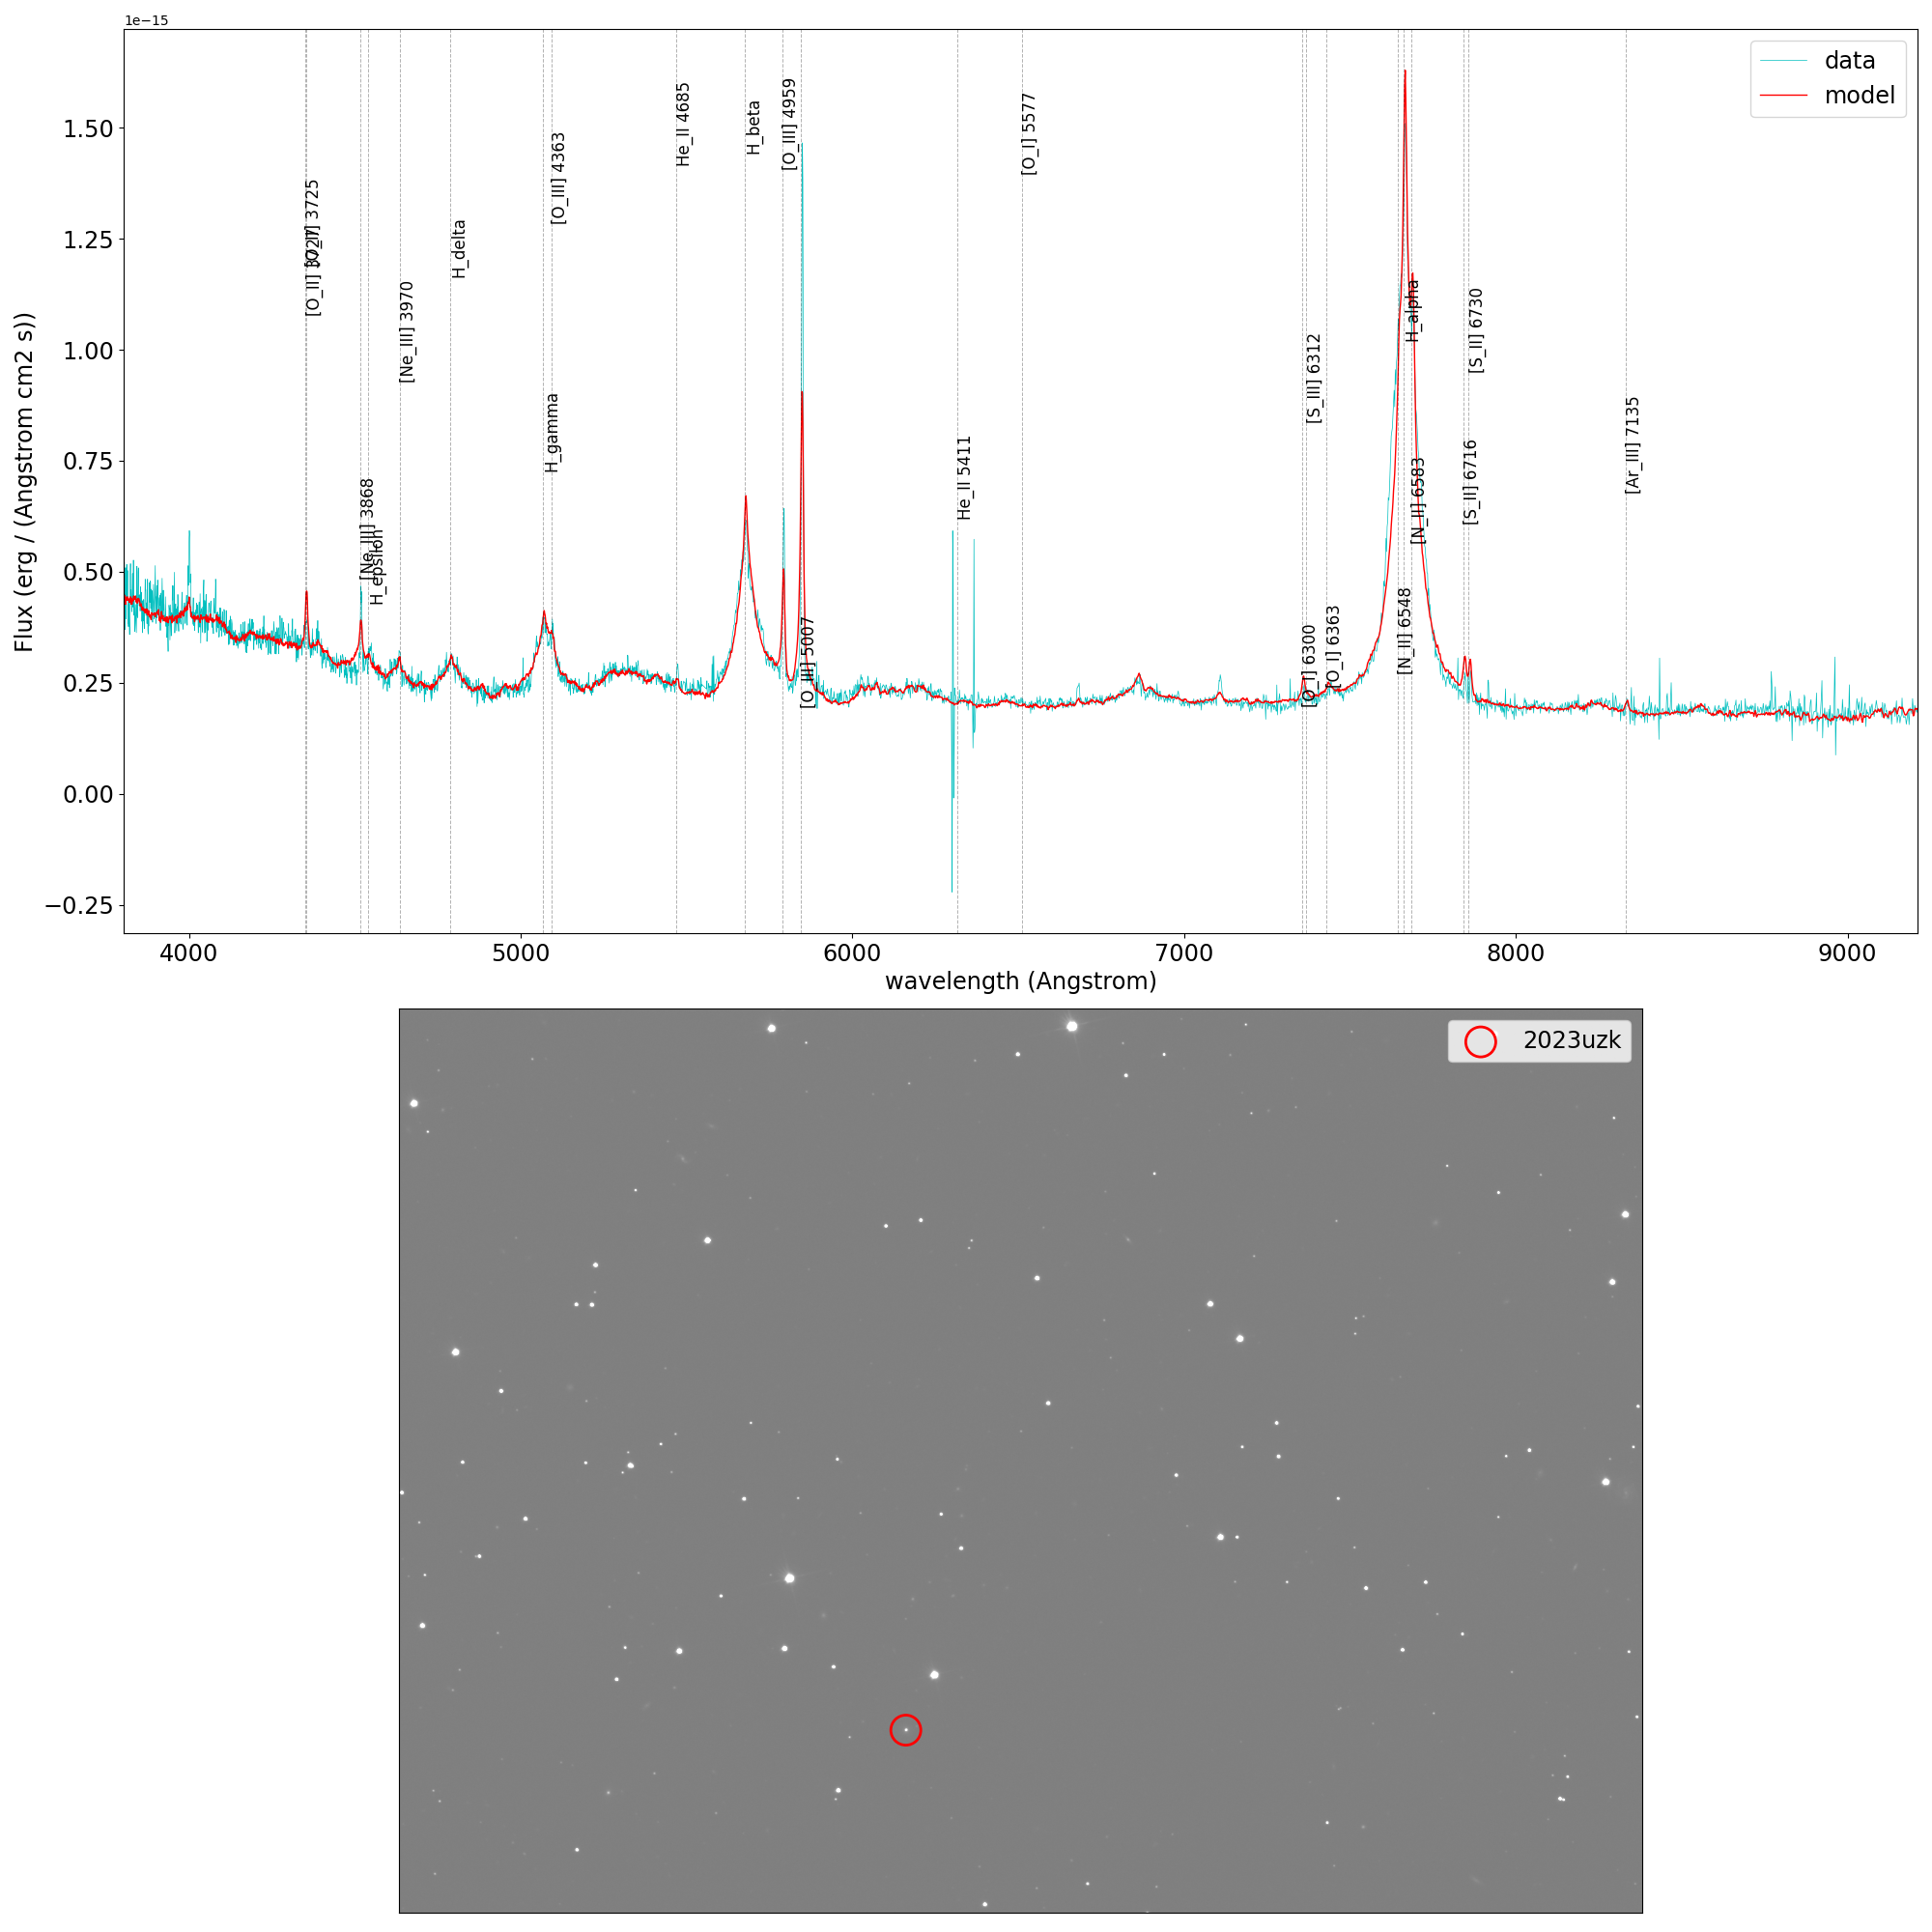 1e−15
data
model
1.50
1.25
1.00
0.75
0.50
0.25
0.00
−0.25
Flux (erg / (Angstrom cm2 s))
[O_II] 3725
[O_II] 3727
[Ne_III] 3868
H_epsilon
[Ne_III] 3970
H_delta
H_gamma
[O_III] 4363
He_II 4685
H_beta
[O_III] 4959
[O_III] 5007
He_II 5411
[O_I] 5577
[O_I] 6300
[S_III] 6312
[O_I] 6363
[N_II] 6548
H_alpha
[N_II] 6583
[S_II] 6716
[S_II] 6730
[Ar_III] 7135
4000
5000
6000
7000
8000
9000
wavelength (Angstrom)
2023uzk